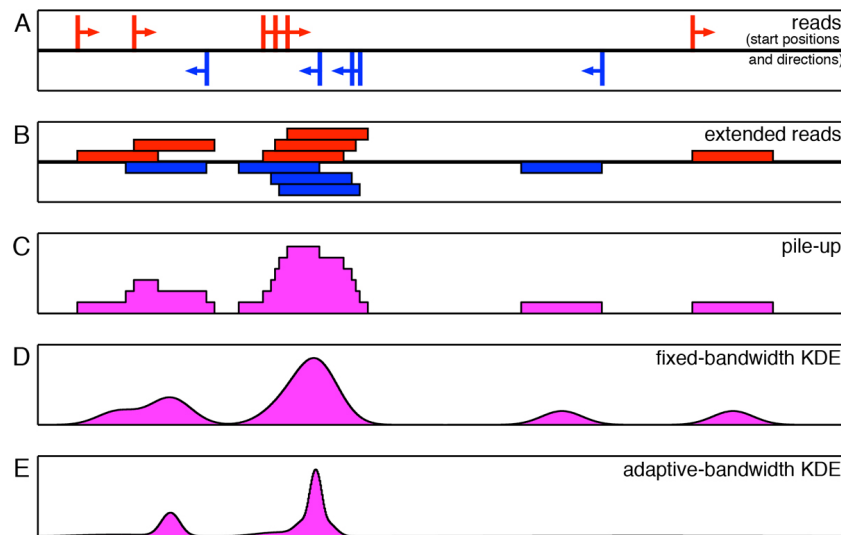 A
reads
(start positions
and directions)
B
extended reads
C
pile-up
D
fixed-bandwidth KDE
E
adaptive-bandwidth KDE